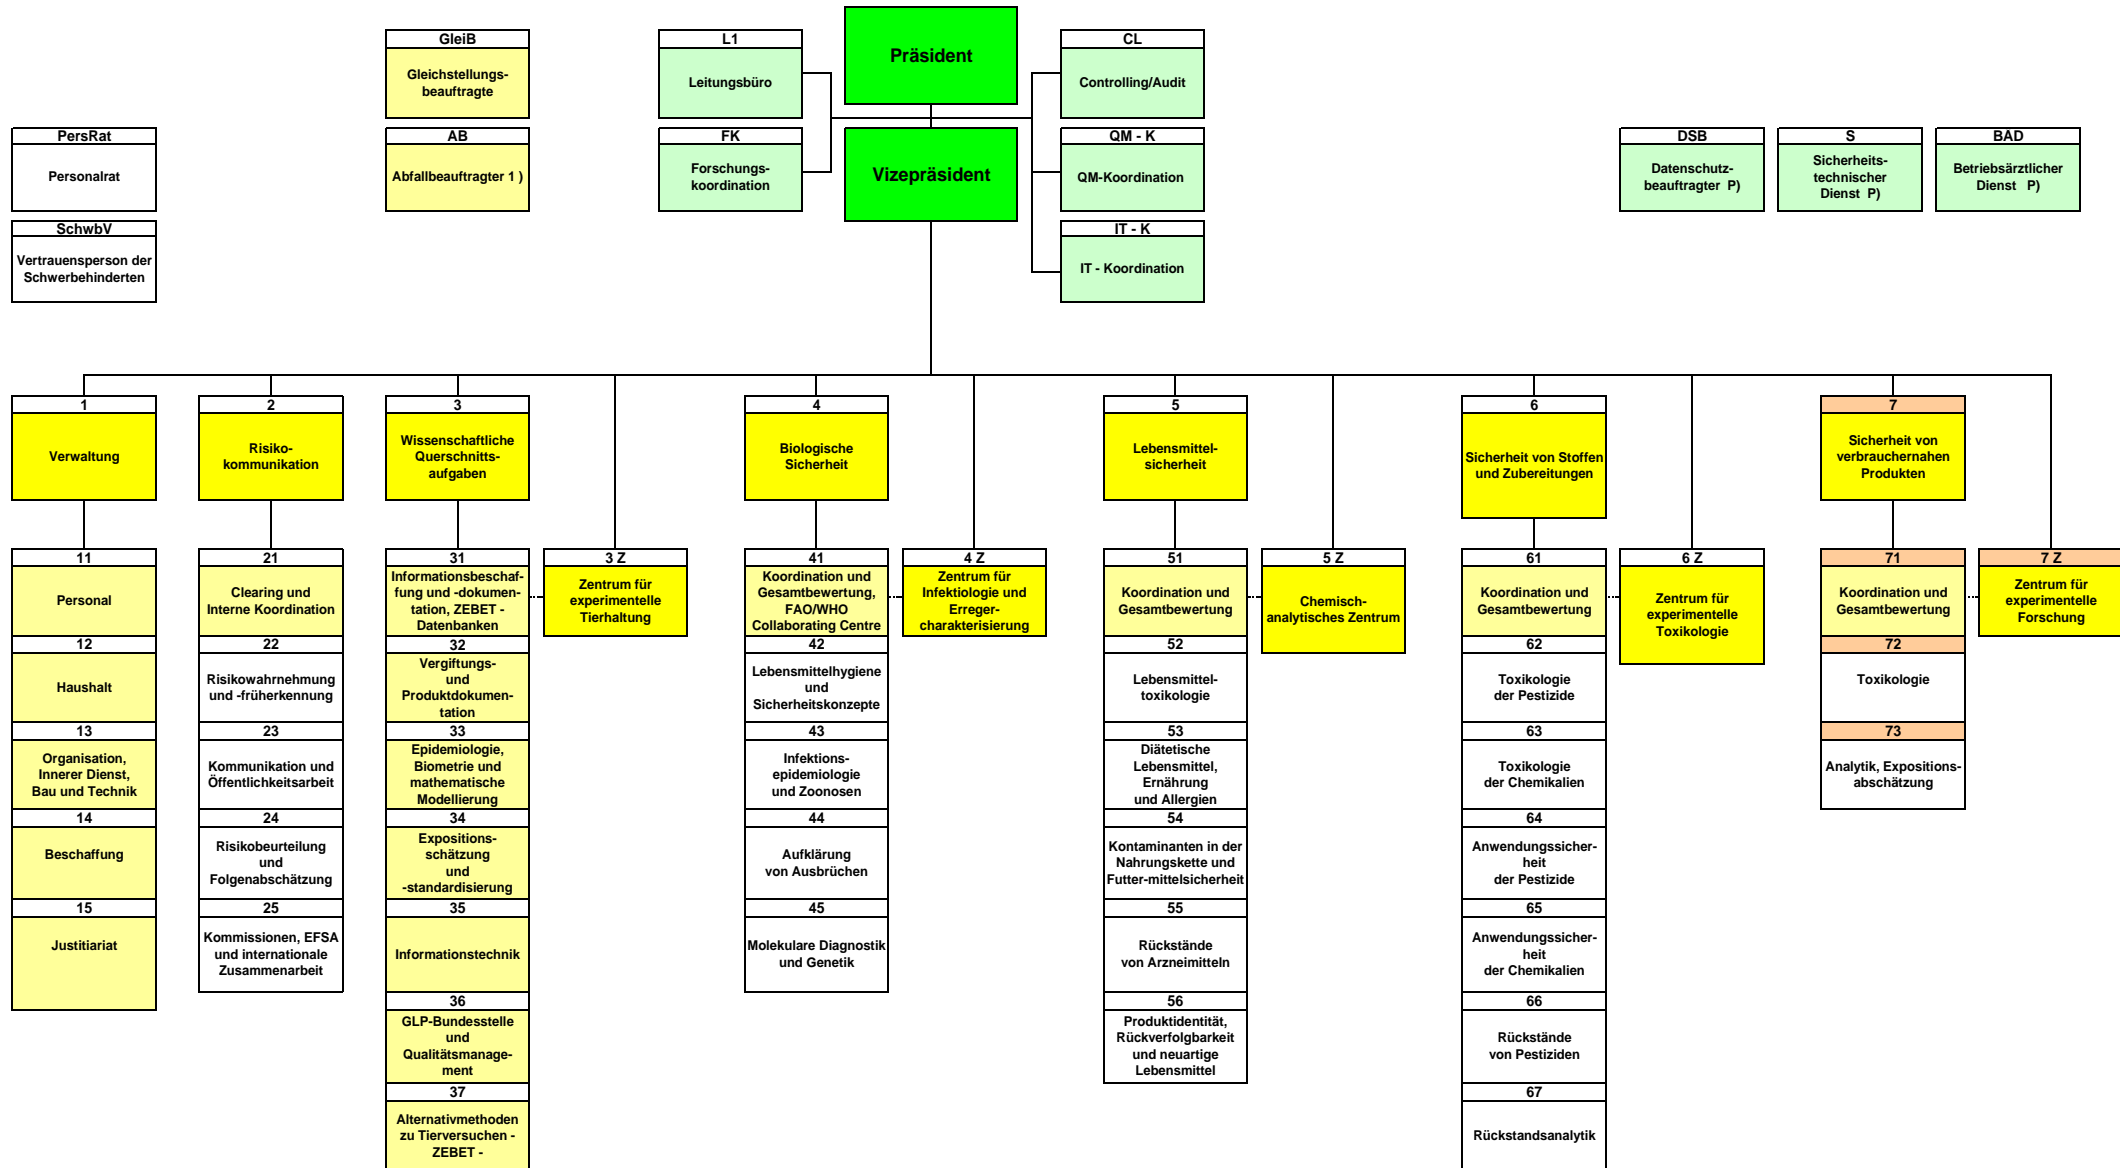 GleiB
Gleichstellungs-
beauftragte
L1
Leitungsbüro
Präsident
CL
Controlling/Audit
PersRat
Personalrat
AB
Abfallbeauftragter 1 )
FK
Forschungs-
koordination
Vizepräsident
QM - K
QM-Koordination
DSB
Datenschutz-
beauftragter P)
S
Sicherheits-
technischer
Dienst P)
BAD
Betriebsärztlicher
Dienst P)
SchwbV
Vertrauensperson der
Schwerbehinderten
IT - K
IT - Koordination
1
Verwaltung
2
Risiko-
kommunikation
3
Wissenschaftliche
Querschnitts-
aufgaben
4
Biologische
Sicherheit
5
Lebensmittel-
sicherheit
6
Sicherheit von Stoffen
und Zubereitungen
7
Sicherheit von
verbrauchernahen
Produkten
11
Personal
12
Haushalt
13
Organisation,
Innerer Dienst,
Bau und Technik
14
Beschaffung
15
Justitiariat
21
Clearing und
Interne Koordination
22
Risikowahrnehmung
und -früherkennung
23
Kommunikation und
Öffentlichkeitsarbeit
24
Risikobeurteilung
und
Folgenabschätzung
25
Kommissionen, EFSA
und internationale
Zusammenarbeit
31
Informationsbeschaf-
fung und -dokumen-
tation, ZEBET -
Datenbanken
32
Vergiftungs-
und
Produktdokumen-
tation
33
Epidemiologie,
Biometrie und
mathematische
Modellierung
34
Expositions-
schätzung
und
-standardisierung
35
Informationstechnik
36
GLP-Bundesstelle
und
Qualitätsmanage-
ment
37
Alternativmethoden
zu Tierversuchen -
ZEBET -
3 Z
Zentrum für
experimentelle
Tierhaltung
41
Koordination und
Gesamtbewertung,
FAO/WHO
Collaborating Centre
42
Lebensmittelhygiene
und
Sicherheitskonzepte
43
Infektions-
epidemiologie
und Zoonosen
44
Aufklärung
von Ausbrüchen
45
Molekulare Diagnostik
und Genetik
4 Z
Zentrum für
Infektiologie und
Erreger-
charakterisierung
51
Koordination und
Gesamtbewertung
52
Lebensmittel-
toxikologie
53
Diätetische
Lebensmittel,
Ernährung
und Allergien
54
Kontaminanten in der
Nahrungskette und
Futter-mittelsicherheit
55
Rückstände
von Arzneimitteln
56
Produktidentität,
Rückverfolgbarkeit
und neuartige
Lebensmittel
5 Z
Chemisch-
analytisches Zentrum
61
Koordination und
Gesamtbewertung
62
Toxikologie
der Pestizide
63
Toxikologie
der Chemikalien
64
Anwendungssicher-
heit
der Pestizide
65
Anwendungssicher-
heit
der Chemikalien
66
Rückstände
von Pestiziden
67
Rückstandsanalytik
6 Z
Zentrum für
experimentelle
Toxikologie
71
Koordination und
Gesamtbewertung
72
Toxikologie
73
Analytik, Expositions-
abschätzung
7 Z
Zentrum für
experimentelle
Forschung